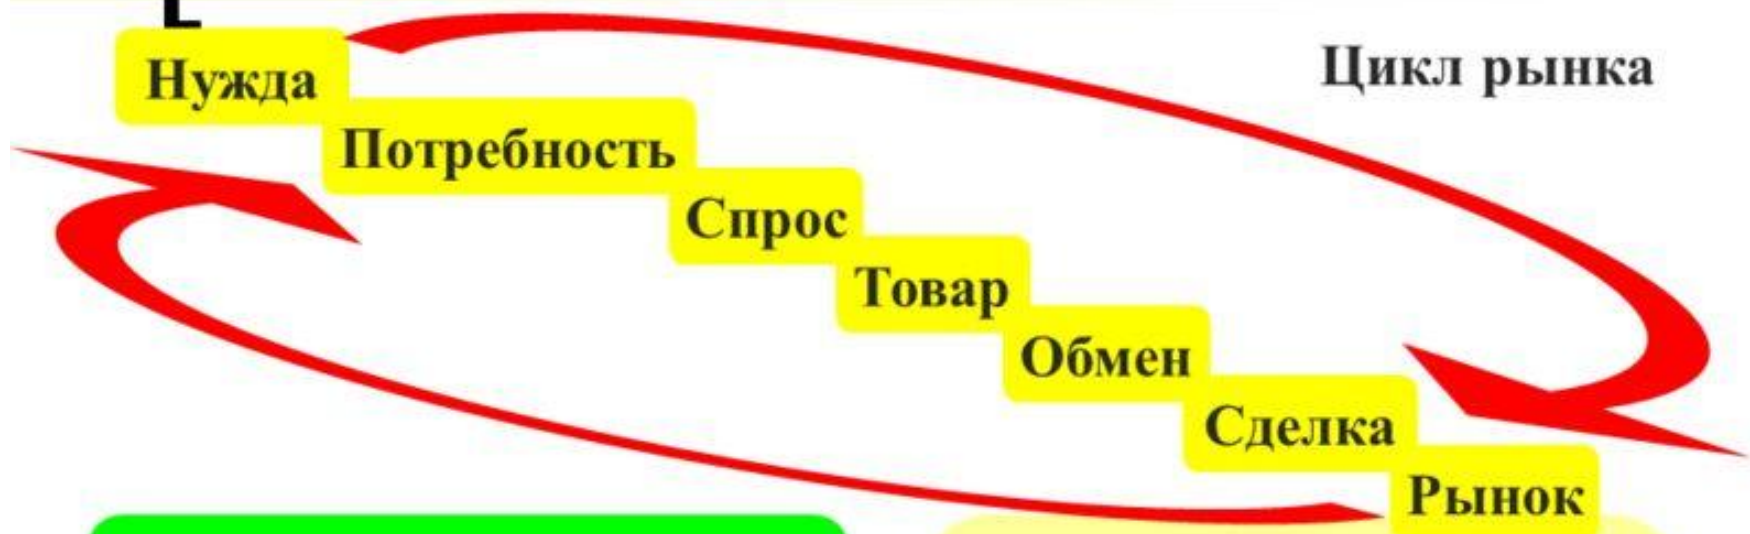 Нужда
Цикл рынка
Потребность
Спрос
Товар
Обмен
Сделка
Рынок